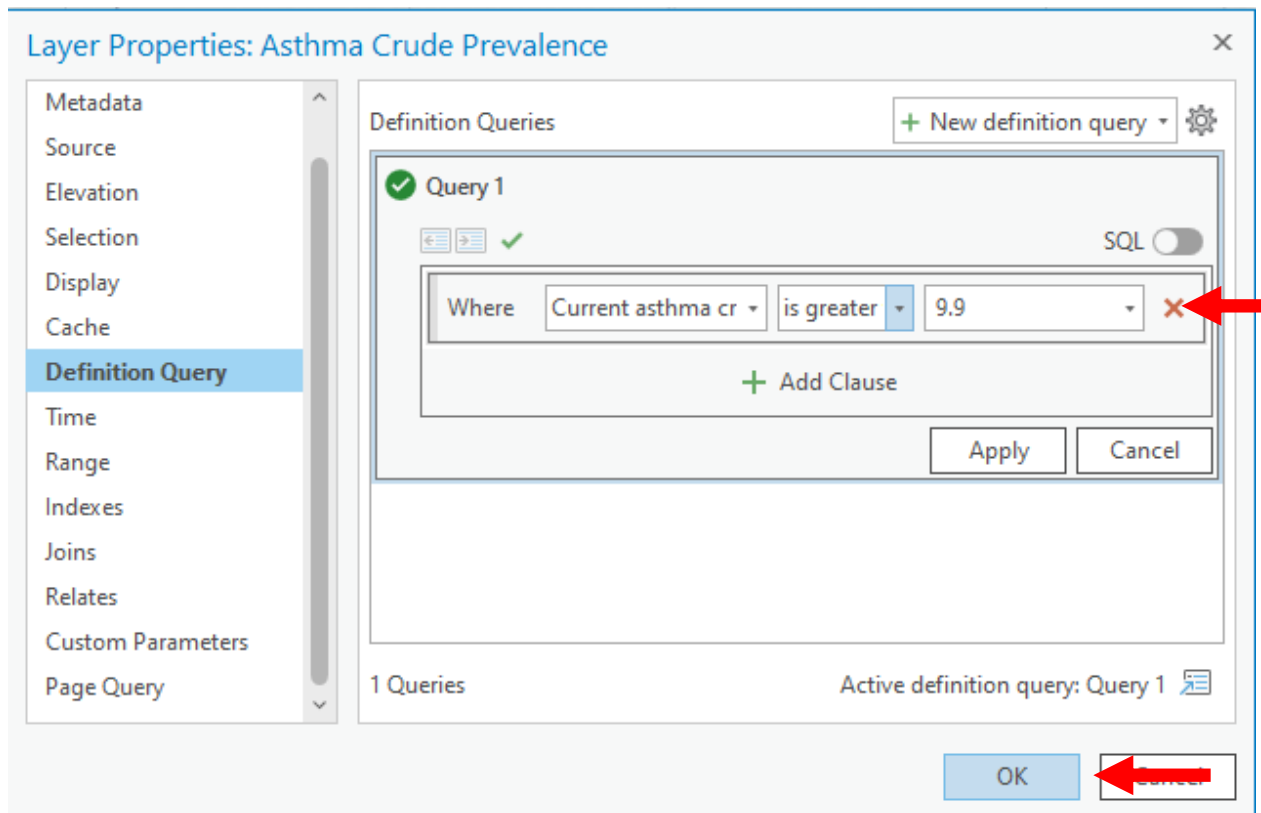 Layer Properties: Asthma Crude Prevalence
Metadata
Source
Elevation
Selection
Display
Cache
Definition Query
Time
Range
Indexes
Joins
Relates
Custom Parameters
Page Query
Definition Queries
New definition query
Query 1
SQL
Where Current asthma cr is greater 9.9
Add Clause
Apply Cancel
1 Queries Active definition query: Query 1
OK Cancel